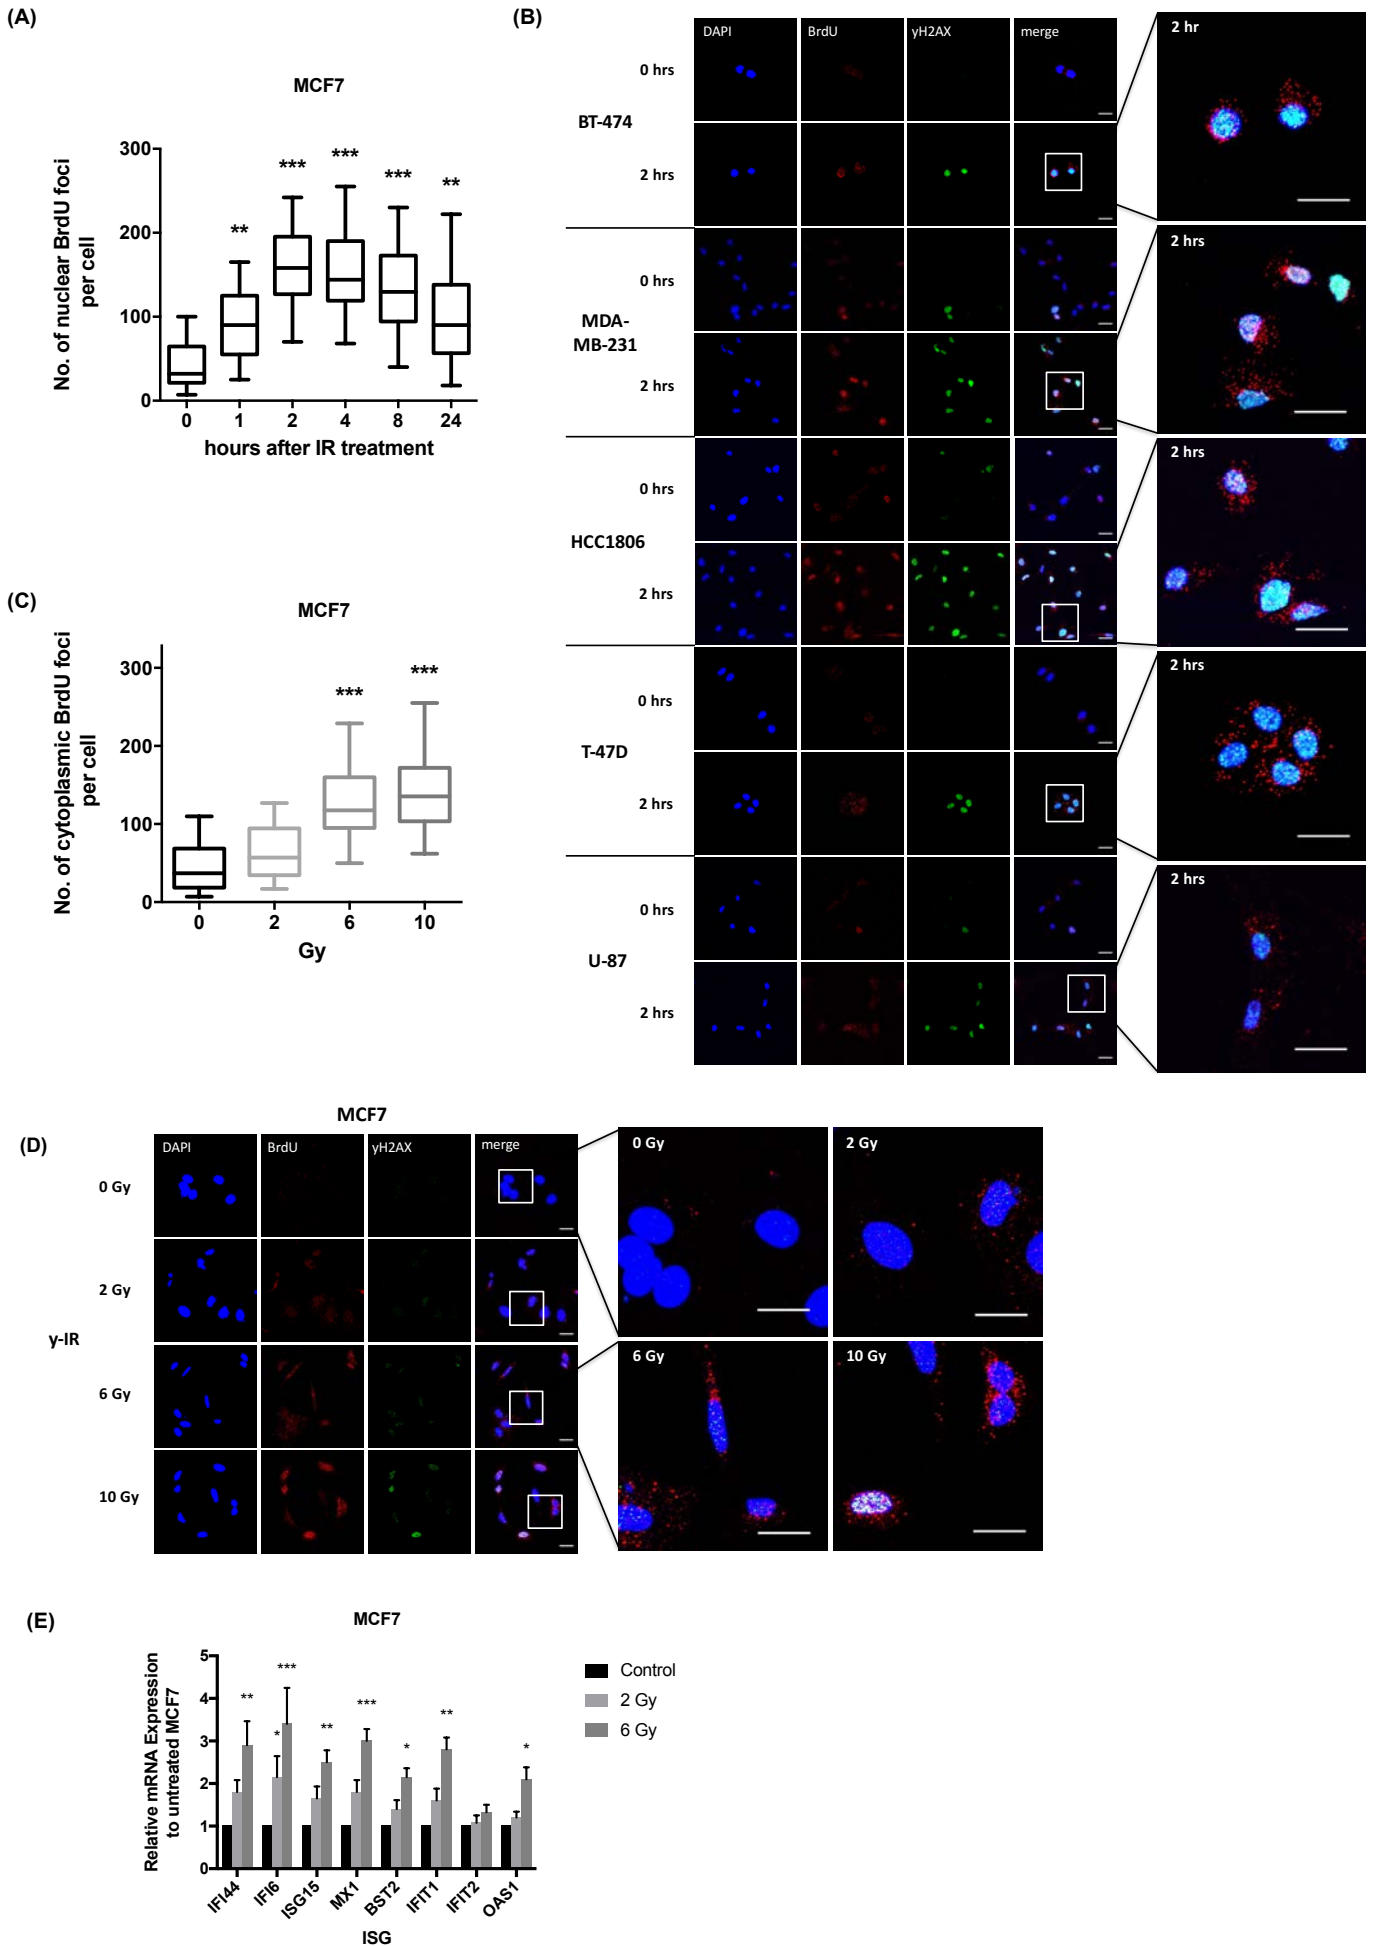 (A)
MCF7
No. of nuclear BrdU foci
per cell
300
200
100
0
**
***
***
***
**
0 1 2 4 8 24
hours after IR treatment
(B)
DAPI BrdU yH2AX merge
BT-474
0 hrs
2 hrs
2 hr
MDA-
MB-231
0 hrs
2 hrs
2 hrs
HCC1806
0 hrs
2 hrs
2 hrs
T-47D
0 hrs
2 hrs
2 hrs
U-87
0 hrs
2 hrs
2 hrs
(C)
MCF7
No. of cytoplasmic BrdU foci
per cell
300
200
100
0
***
***
0 2 6 10
Gy
(D)
MCF7
DAPI BrdU yH2AX merge
y-IR
0 Gy
2 Gy
6 Gy
10 Gy
0 Gy
2 Gy
6 Gy
10 Gy
(E)
MCF7
Relative mRNA Expression
to untreated MCF7
5
4
3
2
1
0
**
*
***
**
***
*
**
*
IFI44 IFI6 ISG15 MX1 BST2 IFIT1 IFIT2 OAS1
ISG
Control
2 Gy
6 Gy